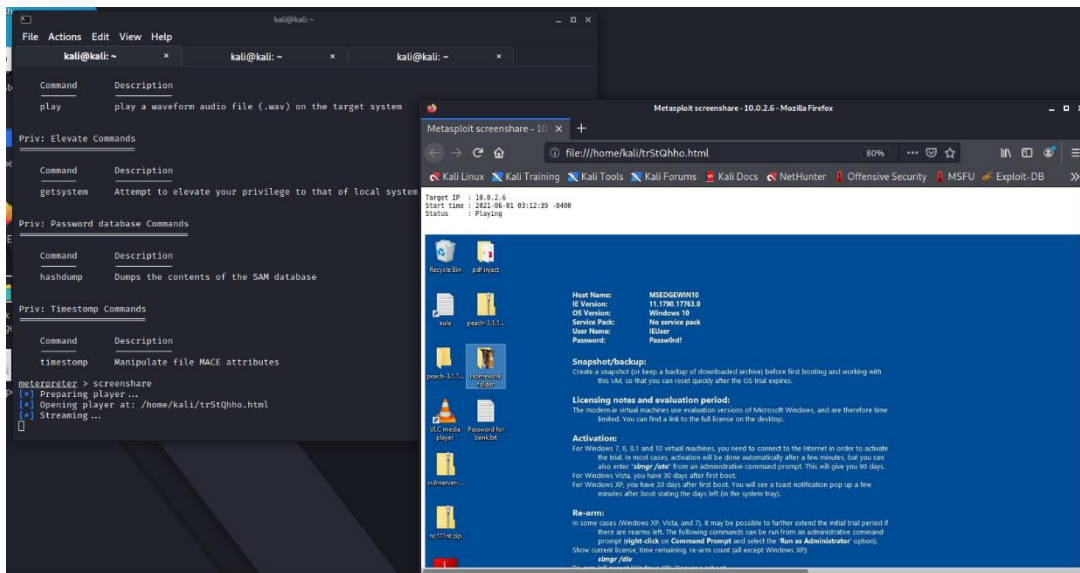 kali@kali: ~
File Actions Edit View Help
kali@kali: ~ × kali@kali: ~ × kali@kali: ~ ×
Command Description
play play a waveform audio file (.wav) on the target system
Priv: Elevate Commands
Command Description
getsystem Attempt to elevate your privilege to that of local system
Priv: Password database Commands
Command Description
hashdump Dumps the contents of the SAM database
Priv: Timestomp Commands
Command Description
timestomp Manipulate file MACE attributes
meterpreter > screenshare
[*] Preparing player...
[*] Opening player at: /home/kali/trStQhho.html
[*] Streaming...
Metasploit screenshare - 10.0.2.6 - Mozilla Firefox
Metasploit screenshare - 10 × +
file:///home/kali/trStQhho.html 80%
Kali Linux Kali Training Kali Tools Kali Forums Kali Docs NetHunter Offensive Security MSFU Exploit-DB »
Target IP : 10.0.2.6
Start time : 2021-06-01 03:12:39 -0400
Status : Playing
Recycle Bin pdf inject
eula peach-3.1.1...
peach-3.1.1... Homework folder
VLC media player Password for bank.txt
vulnserver-...
nc111nt.zip
Host Name: MSEDGEWIN10
IE Version: 11.1790.17763.0
OS Version: Windows 10
Service Pack: No service pack
User Name: IEUser
Password: Passw0rd!
Snapshot/backup:
Create a snapshot (or keep a backup of downloaded archive) before first booting and working with
this VM, so that you can reset quickly after the OS trial expires.
Licensing notes and evaluation period:
The modern.ie virtual machines use evaluation versions of Microsoft Windows, and are therefore time
limited. You can find a link to the full license on the desktop.
Activation:
For Windows 7, 8, 8.1 and 10 virtual machines, you need to connect to the Internet in order to activate
the trial. In most cases, activation will be done automatically after a few minutes, but you can
also enter "slmgr /ato" from an administrative command prompt. This will give you 90 days.
For Windows Vista, you have 30 days after first boot.
For Windows XP, you have 30 days after first boot. You will see a toast notification pop up a few
minutes after boot stating the days left (in the system tray).
Re-arm:
In some cases (Windows XP, Vista, and 7), it may be possible to further extend the initial trial period if
there are rearms left. The following commands can be run from an administrative command
prompt (right-click on Command Prompt and select the 'Run as Administrator' option).
Show current license, time remaining, re-arm count (all except Windows XP):
slmgr /dlv